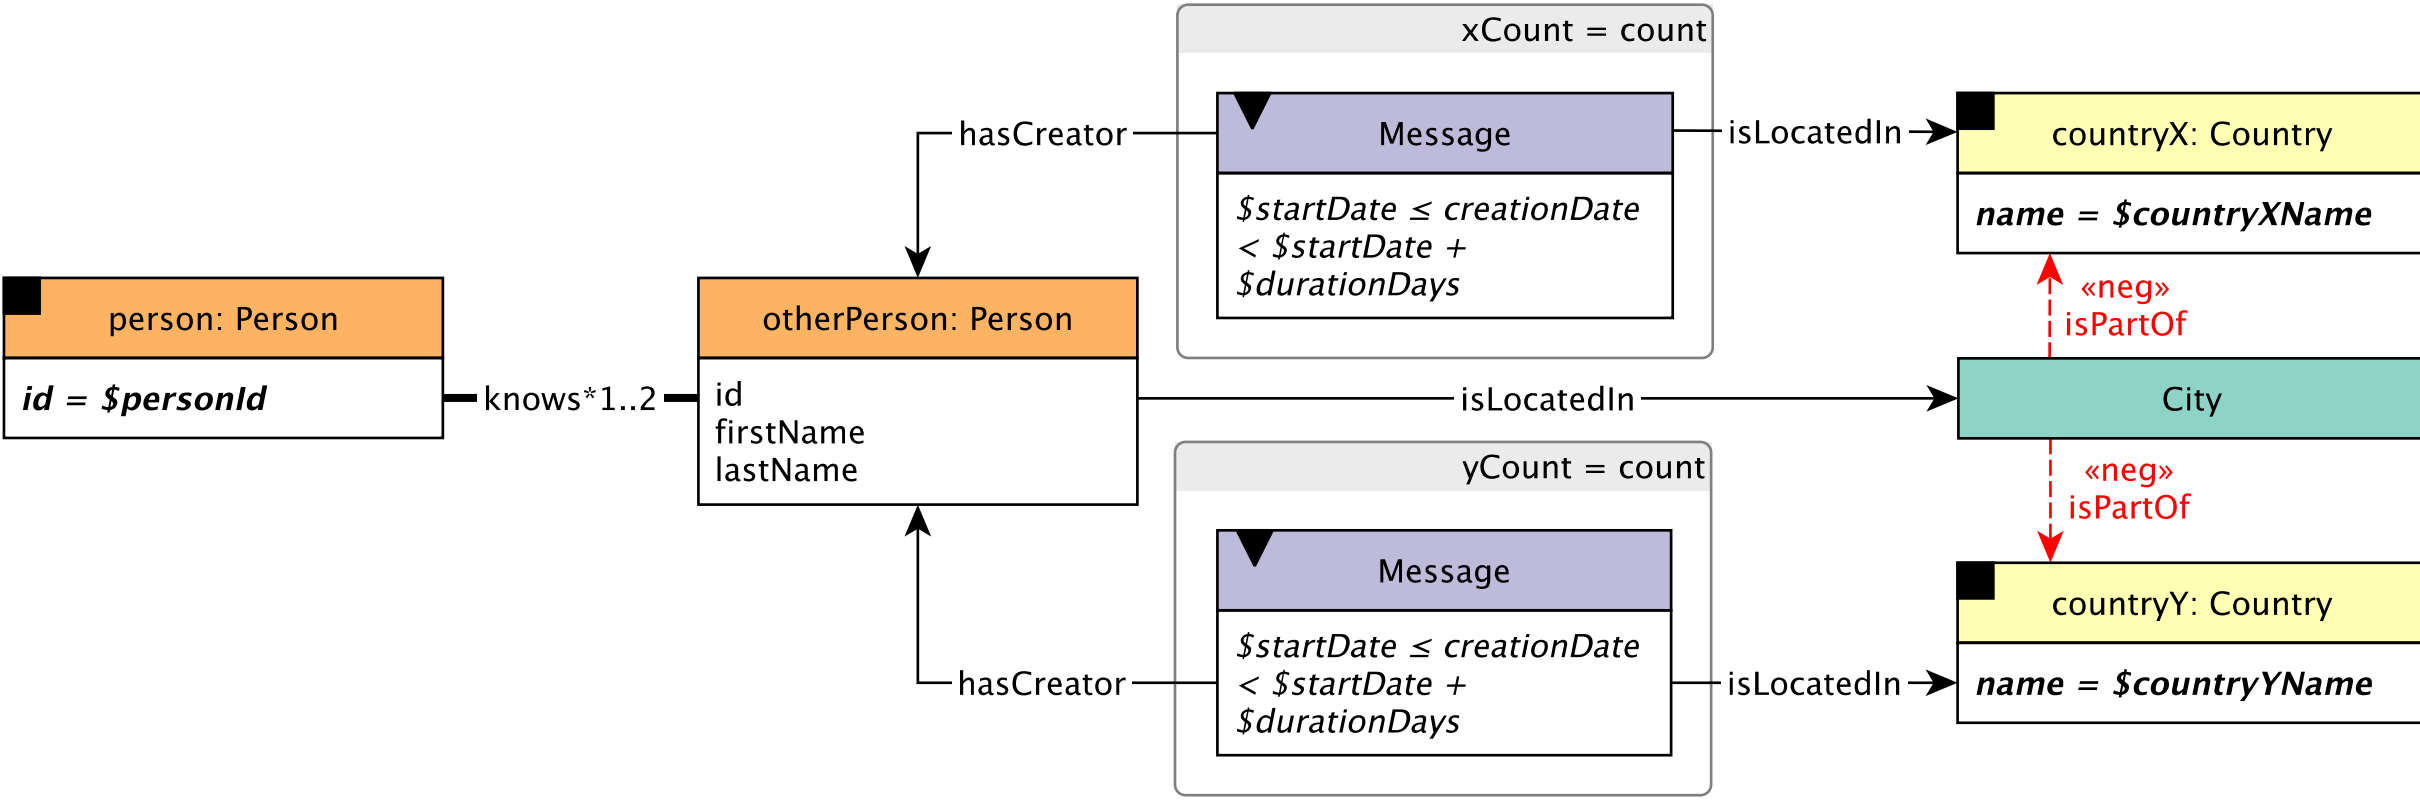 xCount = count
hasCreator
Message
isLocatedIn
countryX: Country
$startDate ≤ creationDate
< $startDate +
$durationDays
name = $countryXName
«neg»
isPartOf
person: Person
id = $personId
knows*1..2
otherPerson: Person
id
firstName
lastName
isLocatedIn
City
yCount = count
«neg»
isPartOf
hasCreator
Message
$startDate ≤ creationDate
< $startDate +
$durationDays
isLocatedIn
countryY: Country
name = $countryYName